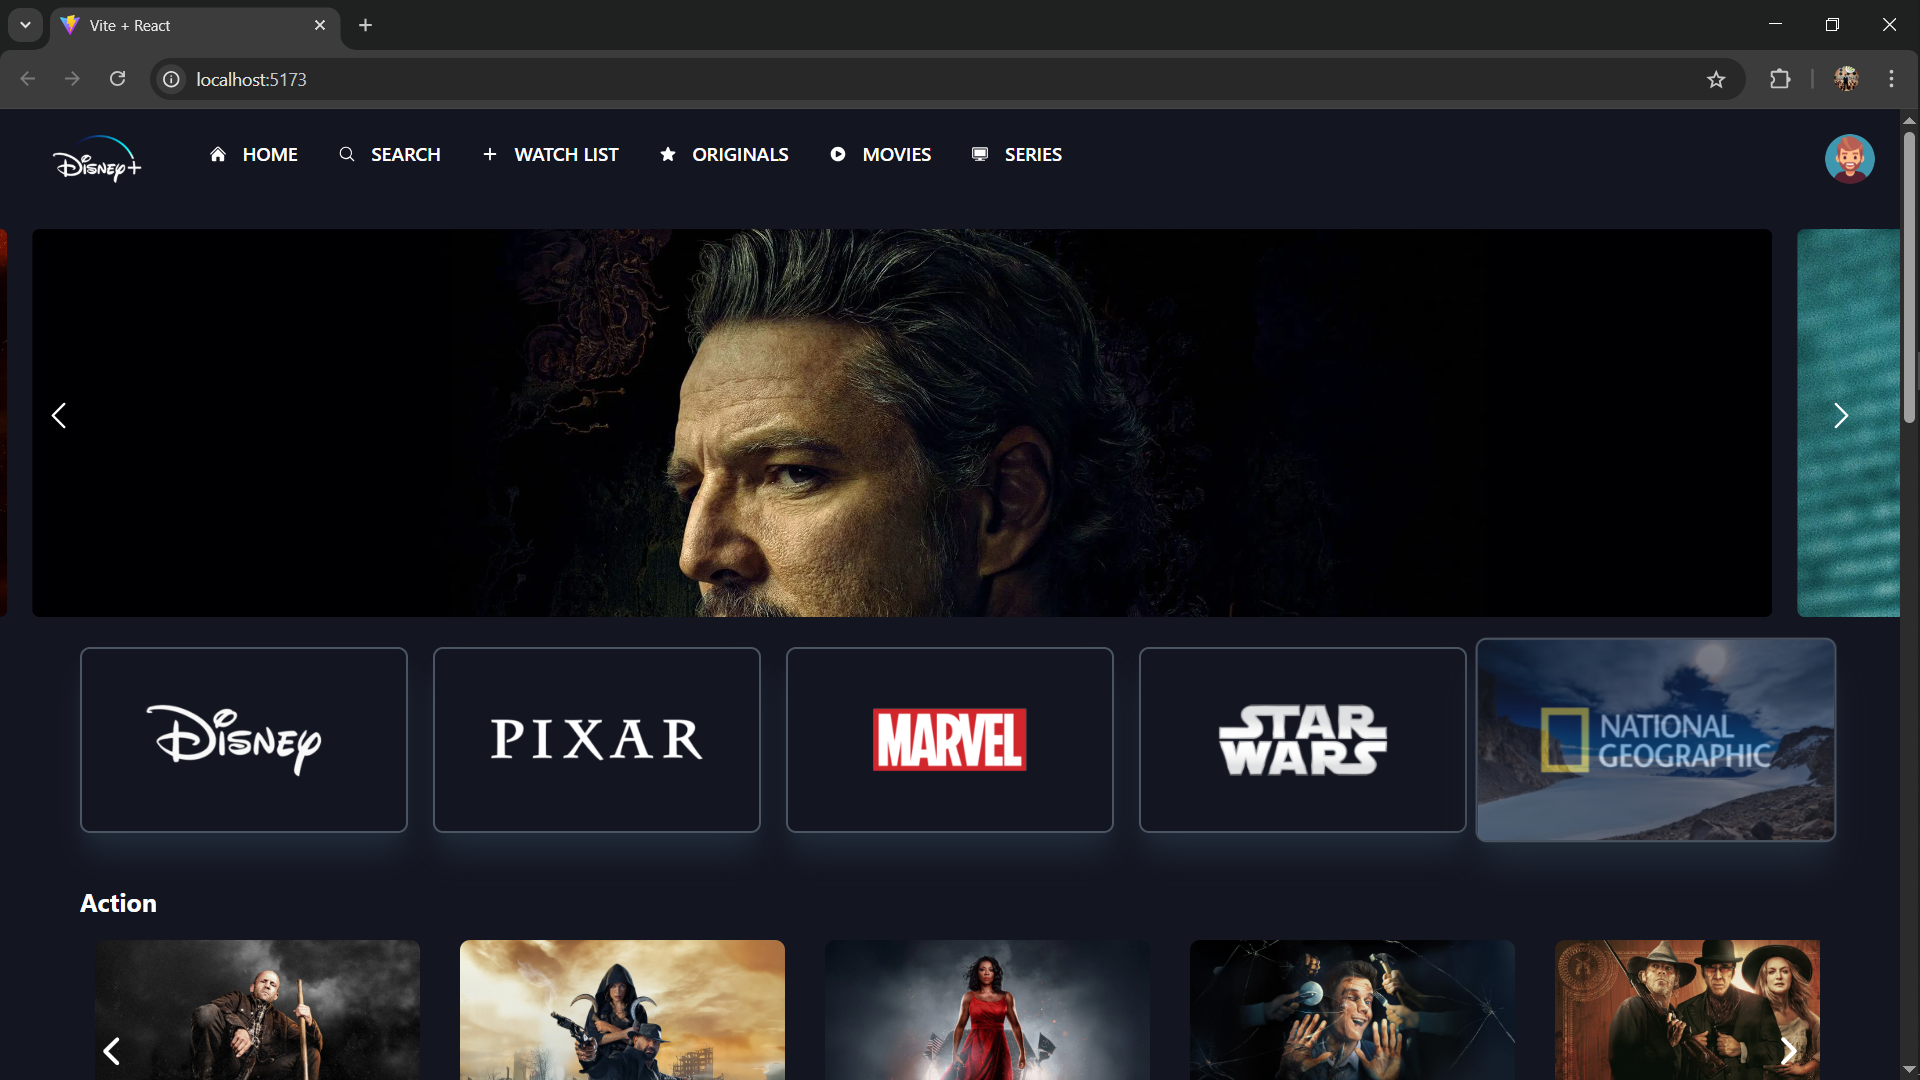 Vite + React
localhost:5173
Disney+
HOME
SEARCH
WATCH LIST
ORIGINALS
MOVIES
SERIES
Disney
PIXAR
MARVEL
STAR
WARS
NATIONAL
GEOGRAPHIC
Action